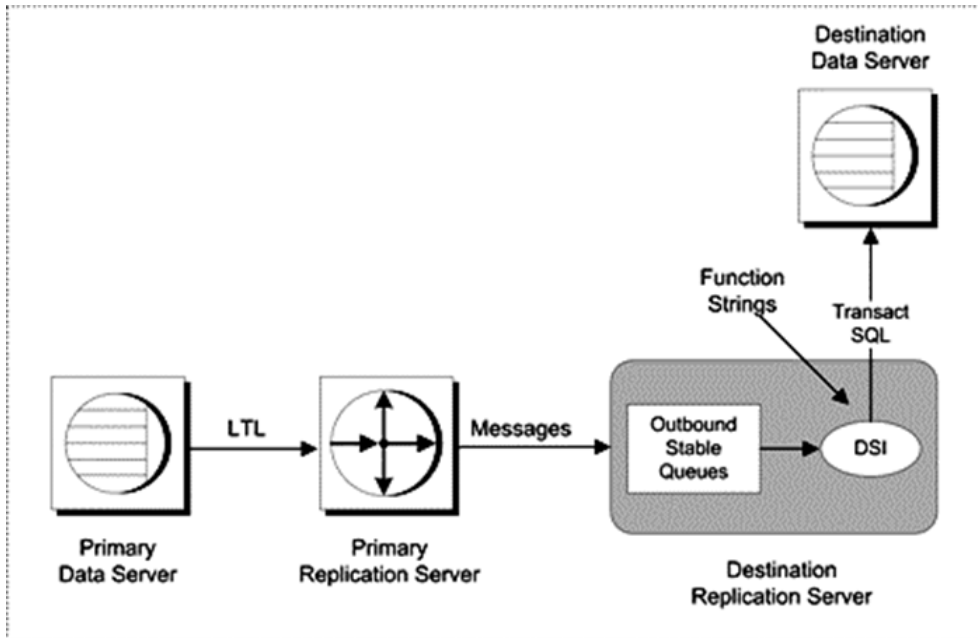 Destination
Data Server
Function
Strings
Transact
SQL
LTL
Messages
Outbound
Stable
Queues
DSI
Primary
Data Server
Primary
Replication Server
Destination
Replication Server